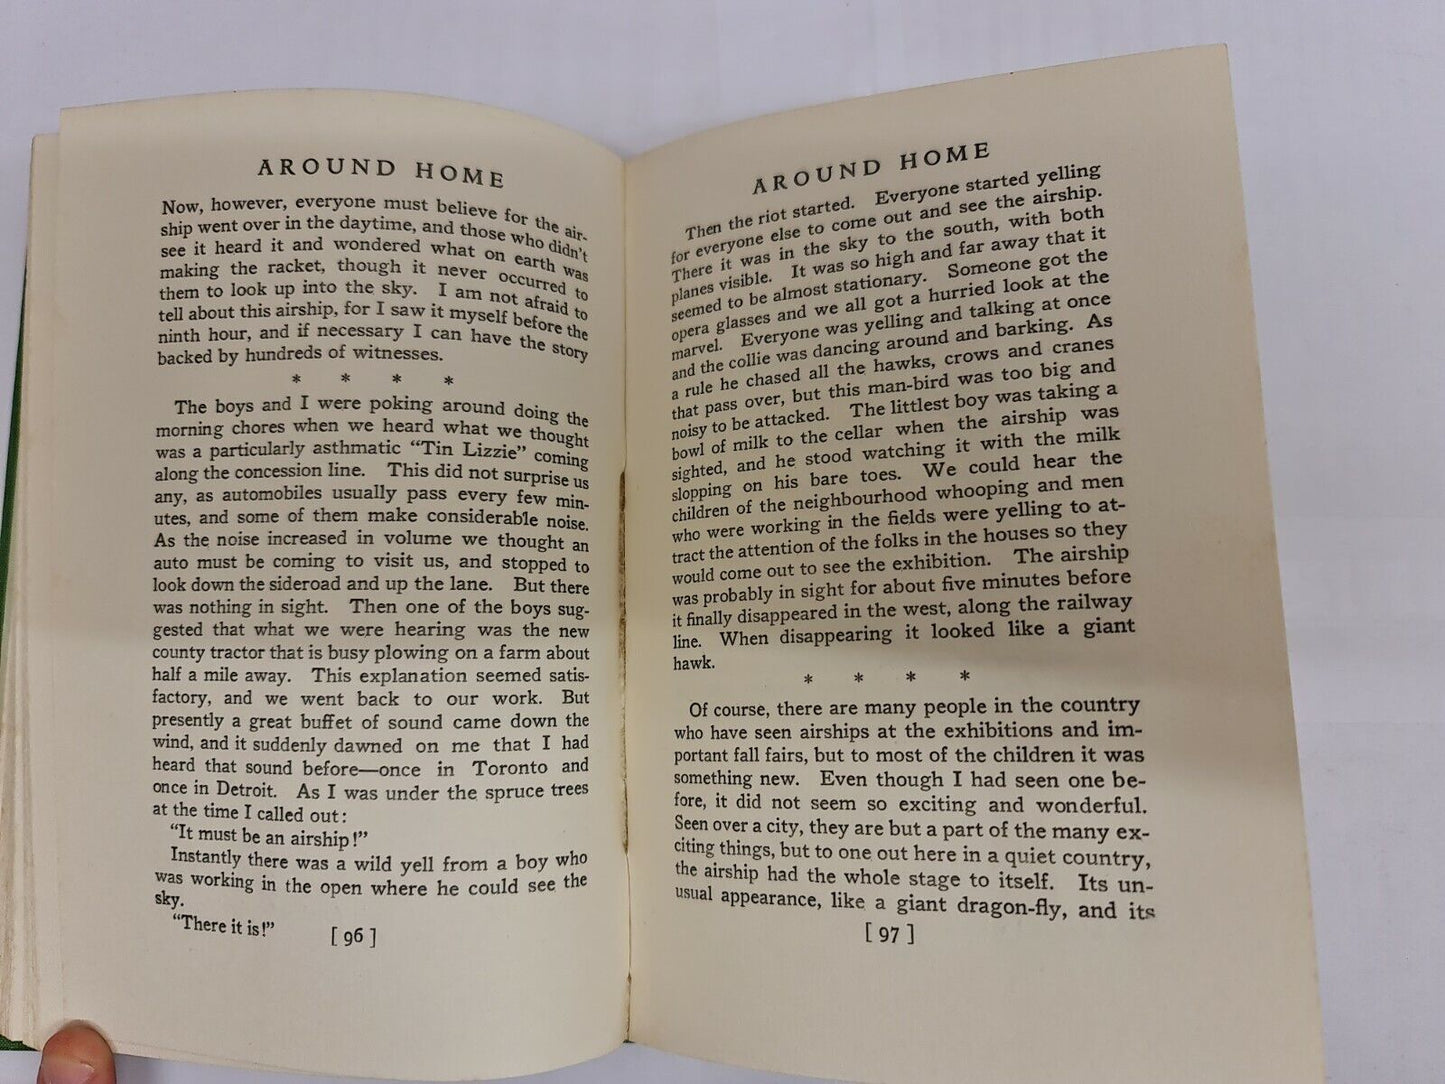 AROUND HOME
Now, however, everyone must believe for the air-
ship went over in the daytime, and those who didn't
see it heard it and wondered what on earth was
making the racket, though it never occurred to
them to look up into the sky. I am not afraid to
tell about this airship, for I saw it myself before the
ninth hour, and if necessary I can have the story
backed by hundreds of witnesses.
* * * *
The boys and I were poking around doing the
morning chores when we heard what we thought
was a particularly asthmatic "Tin Lizzie" coming
along the concession line. This did not surprise us
any, as automobiles usually pass every few min-
utes, and some of them make considerable noise.
As the noise increased in volume we thought an
auto must be coming to visit us, and stopped to
look down the sideroad and up the lane. But there
was nothing in sight. Then one of the boys sug-
gested that what we were hearing was the new
county tractor that is busy plowing on a farm about
half a mile away. This explanation seemed satis-
factory, and we went back to our work. But
presently a great buffet of sound came down the
wind, and it suddenly dawned on me that I had
heard that sound before—once in Toronto and
once in Detroit. As I was under the spruce trees
at the time I called out:
"It must be an airship!"
Instantly there was a wild yell from a boy who
was working in the open where he could see the
sky.
"There it is!"
[ 96 ]
AROUND HOME
Then the riot started. Everyone started yelling
for everyone else to come out and see the airship.
There it was in the sky to the south, with both
planes visible. It was so high and far away that it
seemed to be almost stationary. Someone got the
opera glasses and we all got a hurried look at the
marvel. Everyone was yelling and talking at once
and the collie was dancing around and barking. As
a rule he chased all the hawks, crows and cranes
that pass over, but this man-bird was too big and
noisy to be attacked. The littlest boy was taking a
bowl of milk to the cellar when the airship was
sighted, and he stood watching it with the milk
slopping on his bare toes. We could hear the
children of the neighbourhood whooping and men
who were working in the fields were yelling to at-
tract the attention of the folks in the houses so they
would come out to see the exhibition. The airship
was probably in sight for about five minutes before
it finally disappeared in the west, along the railway
line. When disappearing it looked like a giant
hawk.
* * * *
Of course, there are many people in the country
who have seen airships at the exhibitions and im-
portant fall fairs, but to most of the children it was
something new. Even though I had seen one be-
fore, it did not seem so exciting and wonderful.
Seen over a city, they are but a part of the many ex-
citing things, but to one out here in a quiet country,
the airship had the whole stage to itself. Its un-
usual appearance, like a giant dragon-fly, and its
[ 97 ]